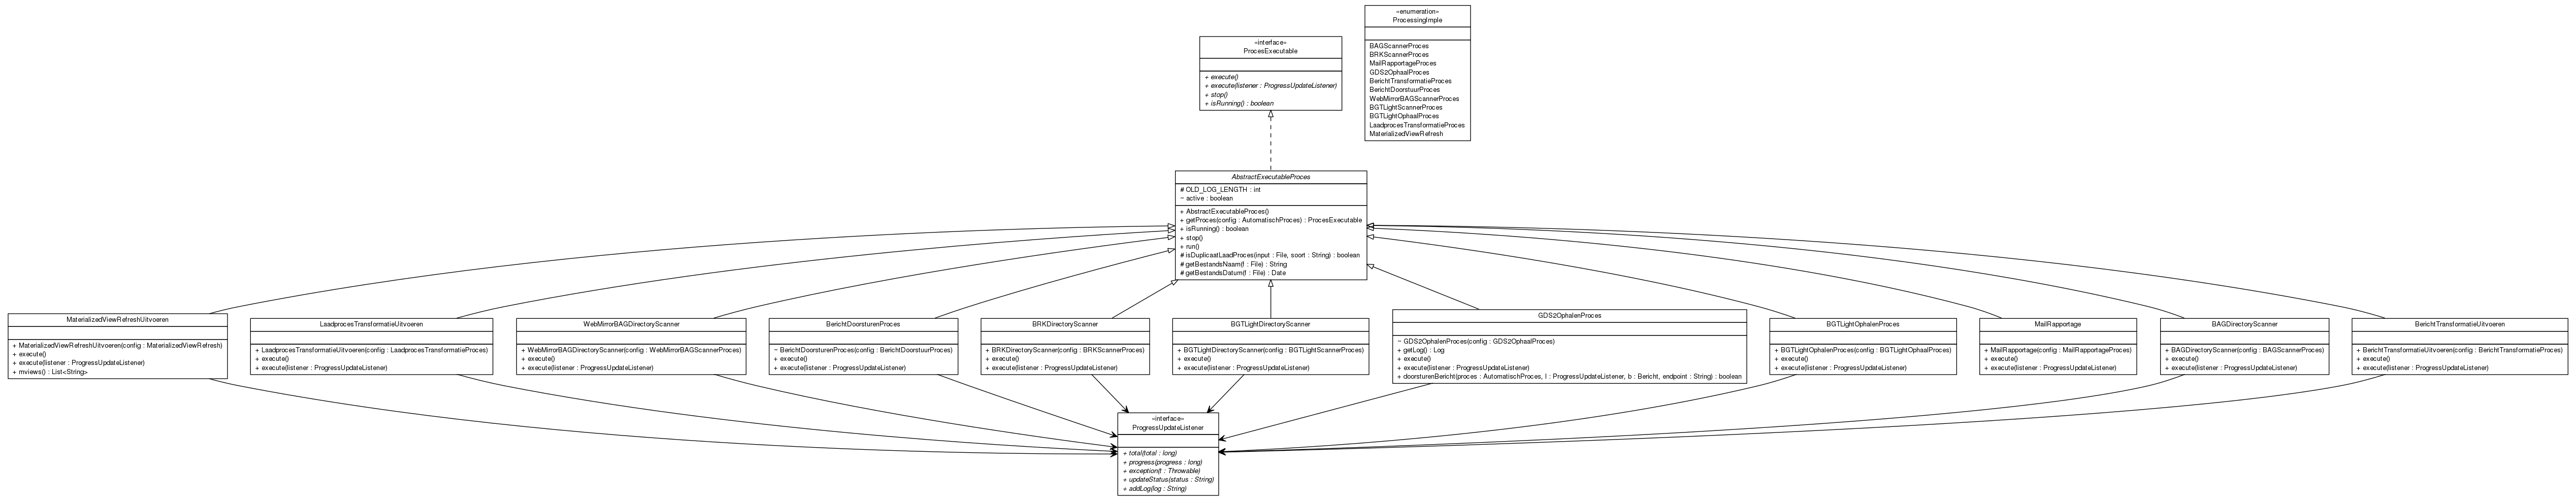 «enumeration»
ProcessingImple
BAGScannerProces
BRKScannerProces
MailRapportageProces
GDS2OphaalProces
BerichtTransformatieProces
BerichtDoorstuurProces
WebMirrorBAGScannerProces
BGTLightScannerProces
BGTLightOphaalProces
LaadprocesTransformatieProces
MaterializedViewRefresh
«interface»
ProcesExecutable
+ execute()
+ execute(listener : ProgressUpdateListener)
+ stop()
+ isRunning() : boolean
AbstractExecutableProces
# OLD_LOG_LENGTH : int
− active : boolean
+ AbstractExecutableProces()
+ getProces(config : AutomatischProces) : ProcesExecutable
+ isRunning() : boolean
+ stop()
+ run()
# isDuplicaatLaadProces(input : File, soort : String) : boolean
# getBestandsNaam(f : File) : String
# getBestandsDatum(f : File) : Date
MaterializedViewRefreshUitvoeren
+ MaterializedViewRefreshUitvoeren(config : MaterializedViewRefresh)
+ execute()
+ execute(listener : ProgressUpdateListener)
+ mviews() : List<String>
LaadprocesTransformatieUitvoeren
+ LaadprocesTransformatieUitvoeren(config : LaadprocesTransformatieProces)
+ execute()
+ execute(listener : ProgressUpdateListener)
WebMirrorBAGDirectoryScanner
+ WebMirrorBAGDirectoryScanner(config : WebMirrorBAGScannerProces)
+ execute()
+ execute(listener : ProgressUpdateListener)
BerichtDoorsturenProces
− BerichtDoorsturenProces(config : BerichtDoorstuurProces)
+ execute()
+ execute(listener : ProgressUpdateListener)
BRKDirectoryScanner
+ BRKDirectoryScanner(config : BRKScannerProces)
+ execute()
+ execute(listener : ProgressUpdateListener)
BGTLightDirectoryScanner
+ BGTLightDirectoryScanner(config : BGTLightScannerProces)
+ execute()
+ execute(listener : ProgressUpdateListener)
GDS2OphalenProces
− GDS2OphalenProces(config : GDS2OphaalProces)
+ getLog() : Log
+ execute()
+ execute(listener : ProgressUpdateListener)
+ doorsturenBericht(proces : AutomatischProces, l : ProgressUpdateListener, b : Bericht, endpoint : String) : boolean
BGTLightOphalenProces
+ BGTLightOphalenProces(config : BGTLightOphaalProces)
+ execute()
+ execute(listener : ProgressUpdateListener)
MailRapportage
+ MailRapportage(config : MailRapportageProces)
+ execute()
+ execute(listener : ProgressUpdateListener)
BAGDirectoryScanner
+ BAGDirectoryScanner(config : BAGScannerProces)
+ execute()
+ execute(listener : ProgressUpdateListener)
BerichtTransformatieUitvoeren
+ BerichtTransformatieUitvoeren(config : BerichtTransformatieProces)
+ execute()
+ execute(listener : ProgressUpdateListener)
«interface»
ProgressUpdateListener
+ total(total : long)
+ progress(progress : long)
+ exception(t : Throwable)
+ updateStatus(status : String)
+ addLog(log : String)